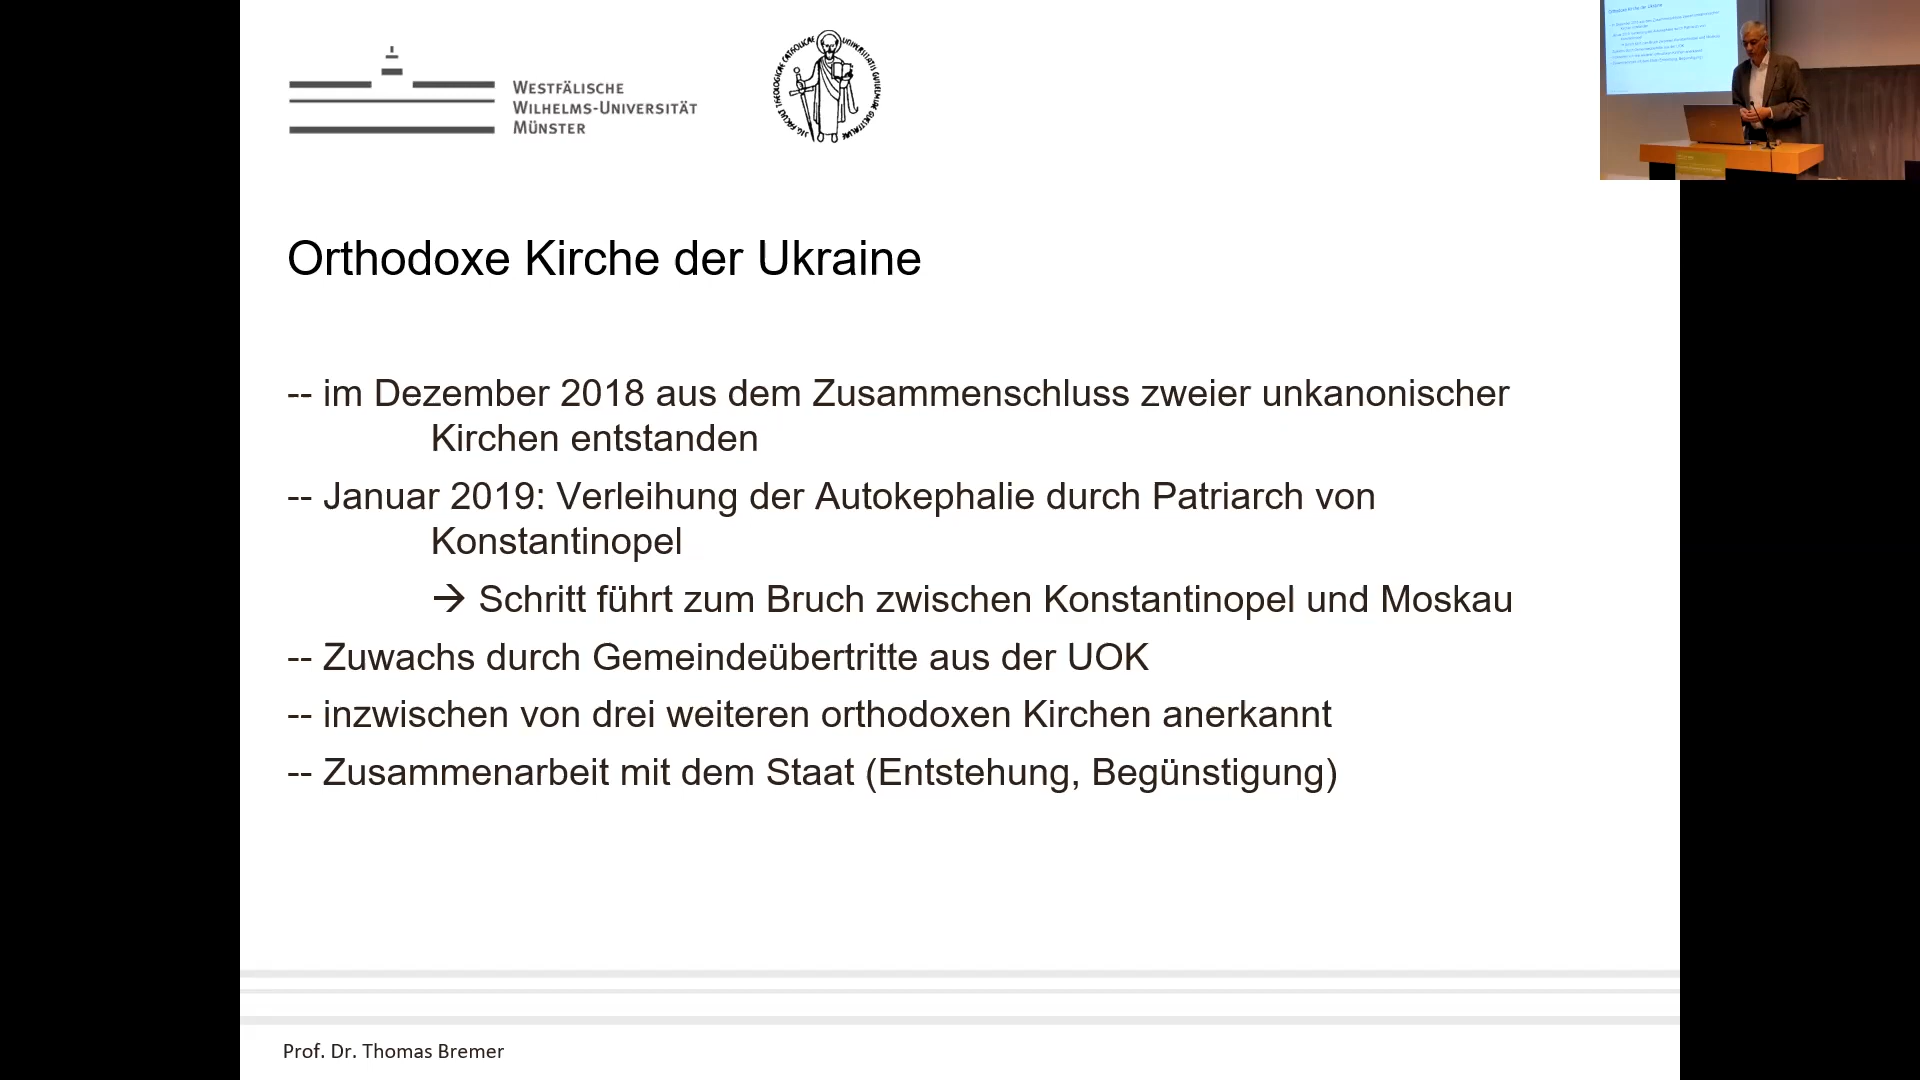 WESTFÄLISCHE
WILHELMS-UNIVERSITÄT
MÜNSTER
Orthodoxe Kirche der Ukraine
-- im Dezember 2018 aus dem Zusammenschluss zweier unkanonischer
Kirchen entstanden
-- Januar 2019: Verleihung der Autokephalie durch Patriarch von
Konstantinopel
→ Schritt führt zum Bruch zwischen Konstantinopel und Moskau
-- Zuwachs durch Gemeindeübertritte aus der UOK
-- inzwischen von drei weiteren orthodoxen Kirchen anerkannt
-- Zusammenarbeit mit dem Staat (Entstehung, Begünstigung)
Prof. Dr. Thomas Bremer